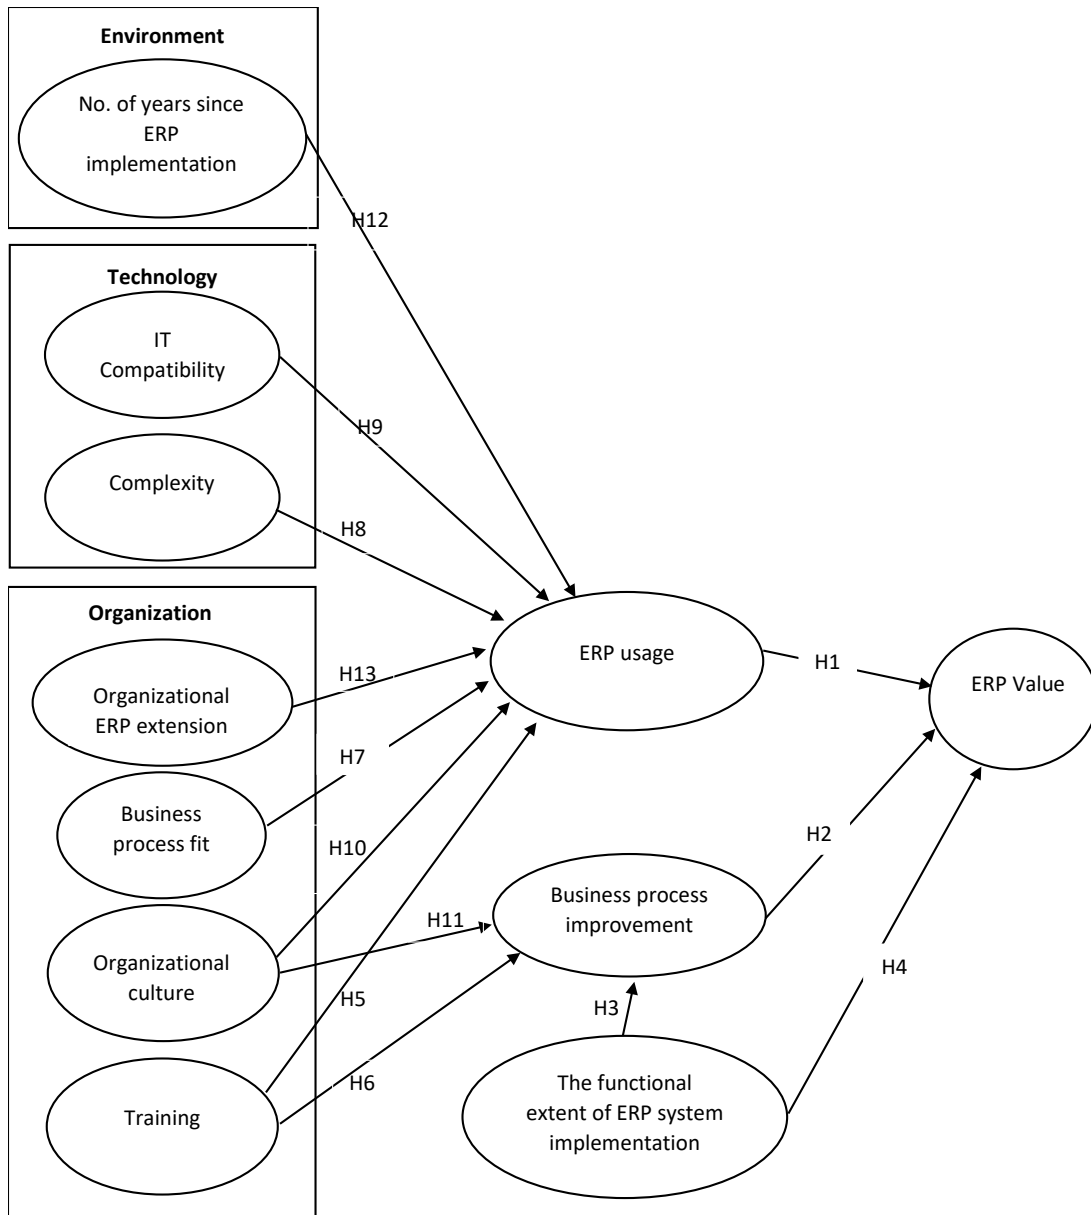 Environment
No. of years since
ERP
implementation
H12
Technology
IT
Compatibility
H9
Complexity
H8
Organization
Organizational
ERP extension
H13
Business
process fit
H7
Organizational
culture
H10
H11
Training
H5
H6
ERP usage
H1
ERP Value
Business process
improvement
H2
H3
H4
The functional
extent of ERP system
implementation